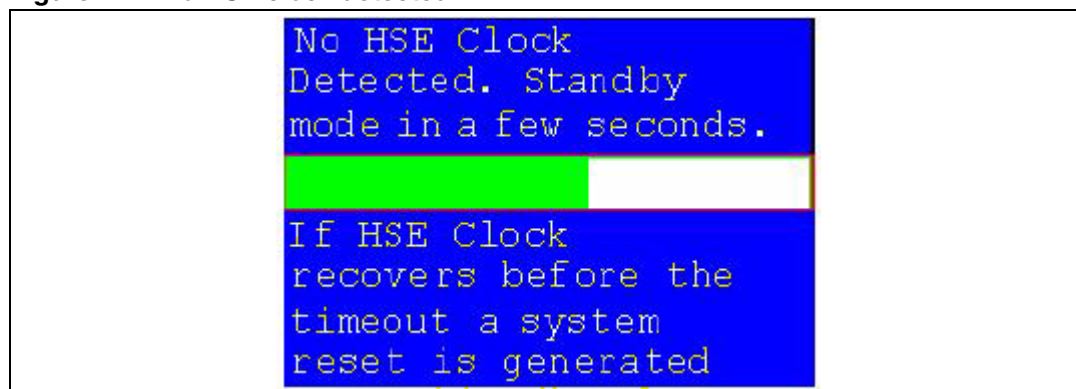 No HSE Clock
Detected. Standby
mode in a few seconds.
If HSE Clock
recovers before the
timeout a system
reset is generated